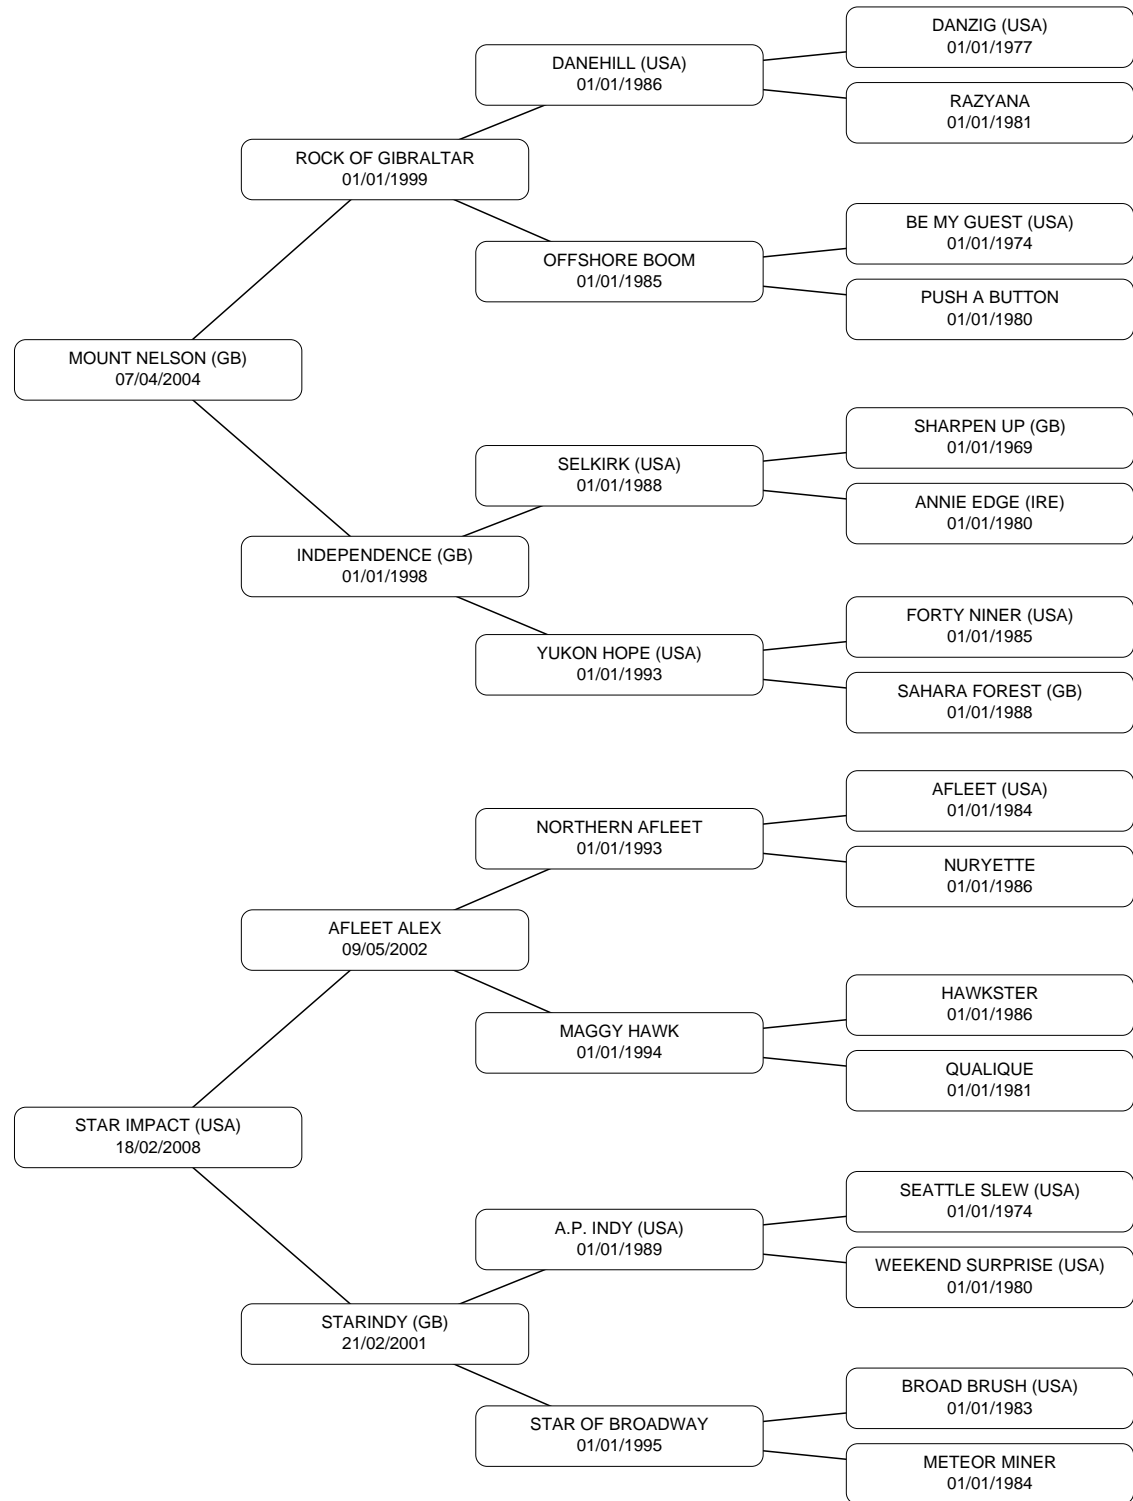 DANZIG (USA)
01/01/1977
DANEHILL (USA)
01/01/1986
RAZYANA
01/01/1981
ROCK OF GIBRALTAR
01/01/1999
BE MY GUEST (USA)
01/01/1974
OFFSHORE BOOM
01/01/1985
PUSH A BUTTON
01/01/1980
MOUNT NELSON (GB)
07/04/2004
SHARPEN UP (GB)
01/01/1969
SELKIRK (USA)
01/01/1988
ANNIE EDGE (IRE)
01/01/1980
INDEPENDENCE (GB)
01/01/1998
FORTY NINER (USA)
01/01/1985
YUKON HOPE (USA)
01/01/1993
SAHARA FOREST (GB)
01/01/1988
AFLEET (USA)
01/01/1984
NORTHERN AFLEET
01/01/1993
NURYETTE
01/01/1986
AFLEET ALEX
09/05/2002
HAWKSTER
01/01/1986
MAGGY HAWK
01/01/1994
QUALIQUE
01/01/1981
STAR IMPACT (USA)
18/02/2008
SEATTLE SLEW (USA)
01/01/1974
A.P. INDY (USA)
01/01/1989
WEEKEND SURPRISE (USA)
01/01/1980
STARINDY (GB)
21/02/2001
BROAD BRUSH (USA)
01/01/1983
STAR OF BROADWAY
01/01/1995
METEOR MINER
01/01/1984